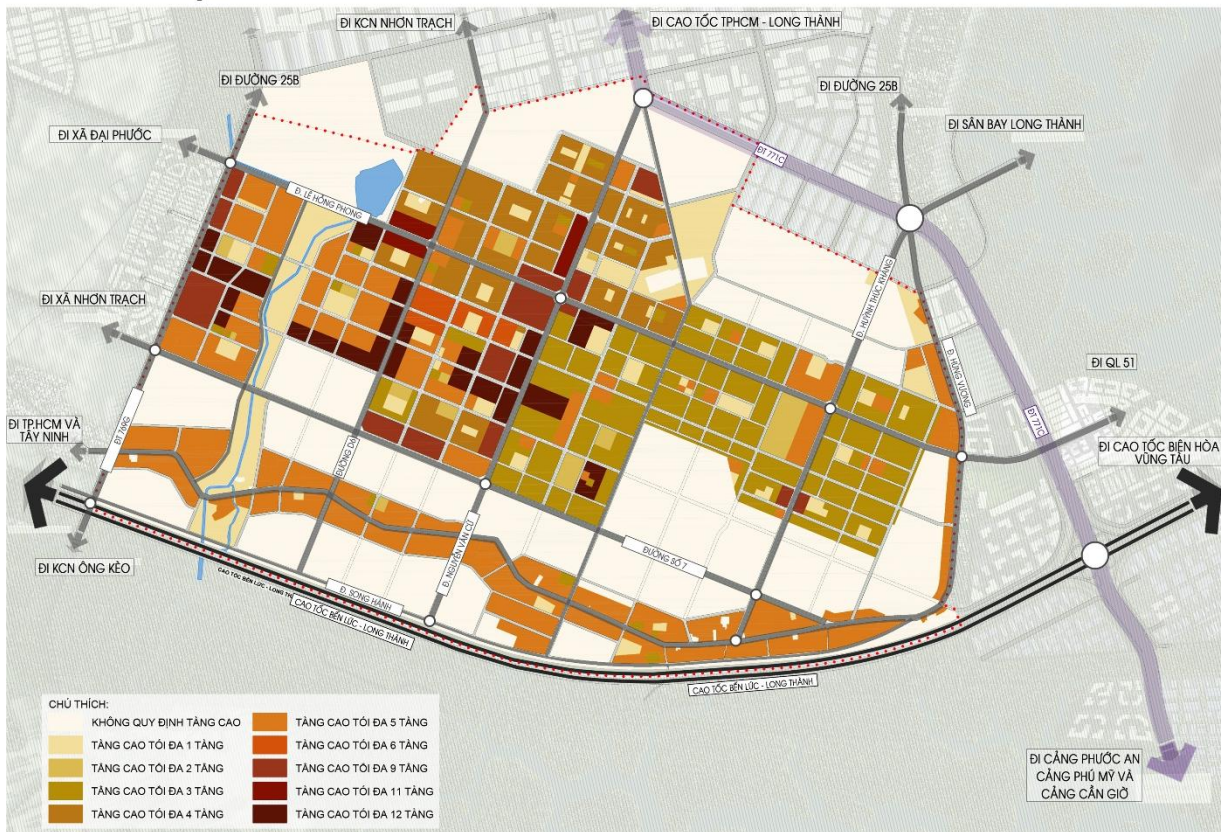 ĐI KCN NHƠN TRẠCH
ĐI CAO TỐC TPHCM - LONG THÀNH
ĐI ĐƯỜNG 25B
ĐI ĐƯỜNG 25B
ĐI XÃ ĐẠI PHƯỚC
ĐI SÂN BAY LONG THÀNH
ĐT 771C
Đ. LÊ HỒNG PHONG
Đ. HUỲNH THÚC KHÁNG
ĐI XÃ NHƠN TRẠCH
Đ. HÙNG VƯƠNG
ĐI QL 51
ĐT 771C
ĐI TP.HCM VÀ
TÂY NINH
ĐT 769G
ĐƯỜNG DÒ
ĐI CAO TỐC BIÊN HÒA
VŨNG TÀU
Đ. NGUYỄN VĂN CỪ
ĐƯỜNG SỐ 7
ĐI KCN ÔNG KÈO
CAO TỐC BẾN LỨC - LONG TH
Đ. SONG HÀNH
CAO TỐC BẾN LỨC - LONG THÀNH
CAO TỐC BẾN LỨC - LONG THÀNH
CHÚ THÍCH:
KHÔNG QUY ĐỊNH TẦNG CAO
TẦNG CAO TỐI ĐA 1 TẦNG
TẦNG CAO TỐI ĐA 2 TẦNG
TẦNG CAO TỐI ĐA 3 TẦNG
TẦNG CAO TỐI ĐA 4 TẦNG
TẦNG CAO TỐI ĐA 5 TẦNG
TẦNG CAO TỐI ĐA 6 TẦNG
TẦNG CAO TỐI ĐA 9 TẦNG
TẦNG CAO TỐI ĐA 11 TẦNG
TẦNG CAO TỐI ĐA 12 TẦNG
ĐI CẢNG PHƯỚC AN
CẢNG PHÚ MỸ VÀ
CẢNG CẦN GIỜ